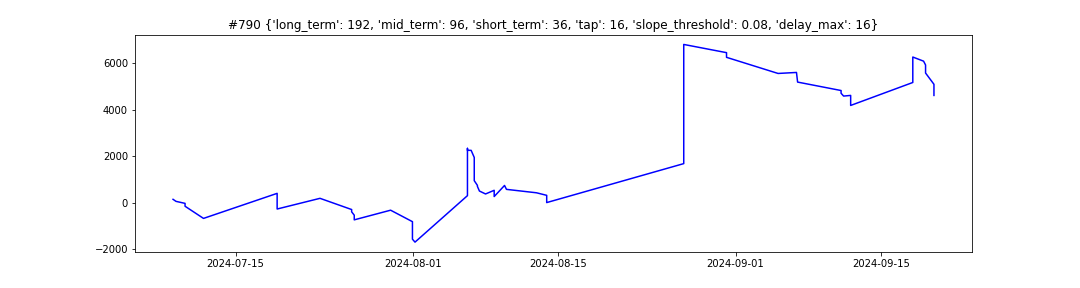 #790 {'long_term': 192, 'mid_term': 96, 'short_term': 36, 'tap': 16, 'slope_threshold': 0.08, 'delay_max': 16}
6000
4000
2000
0
−2000
2024-07-15 2024-08-01 2024-08-15 2024-09-01 2024-09-15